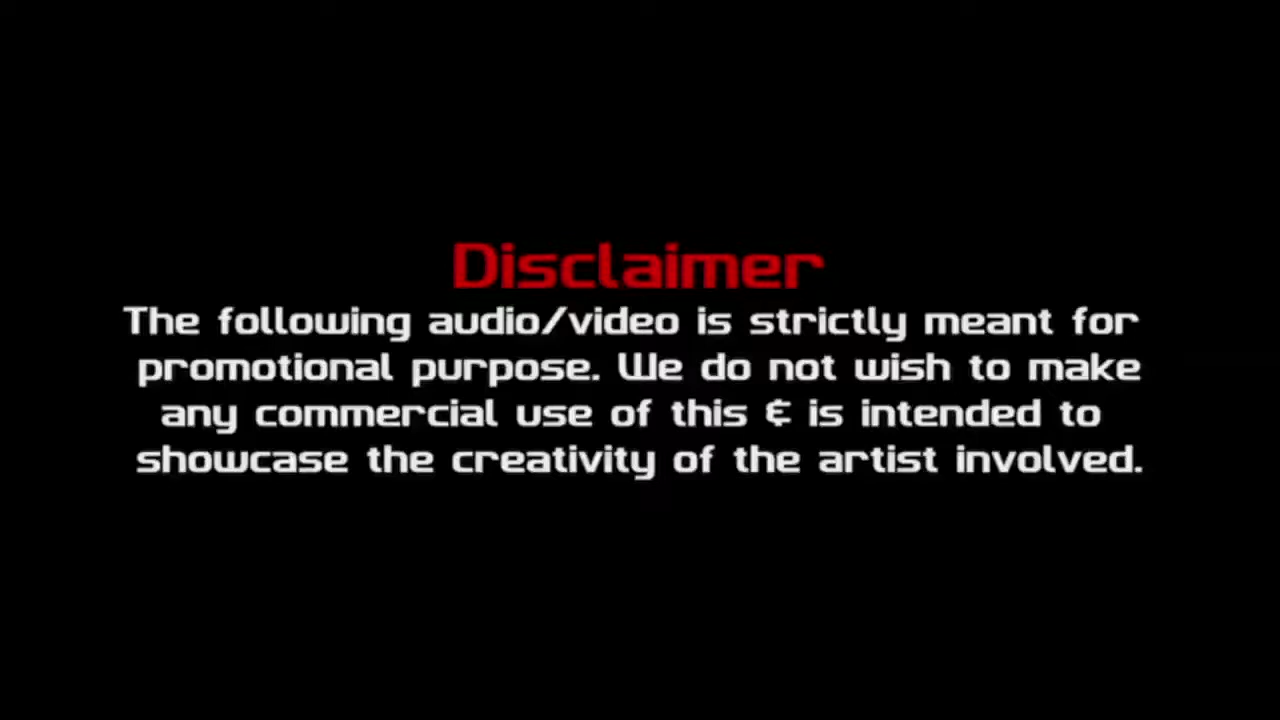 Disclaimer
The following audio/video is strictly meant for
promotional purpose. We do not wish to make
any commercial use of this & is intended to
showcase the creativity of the artist involved.